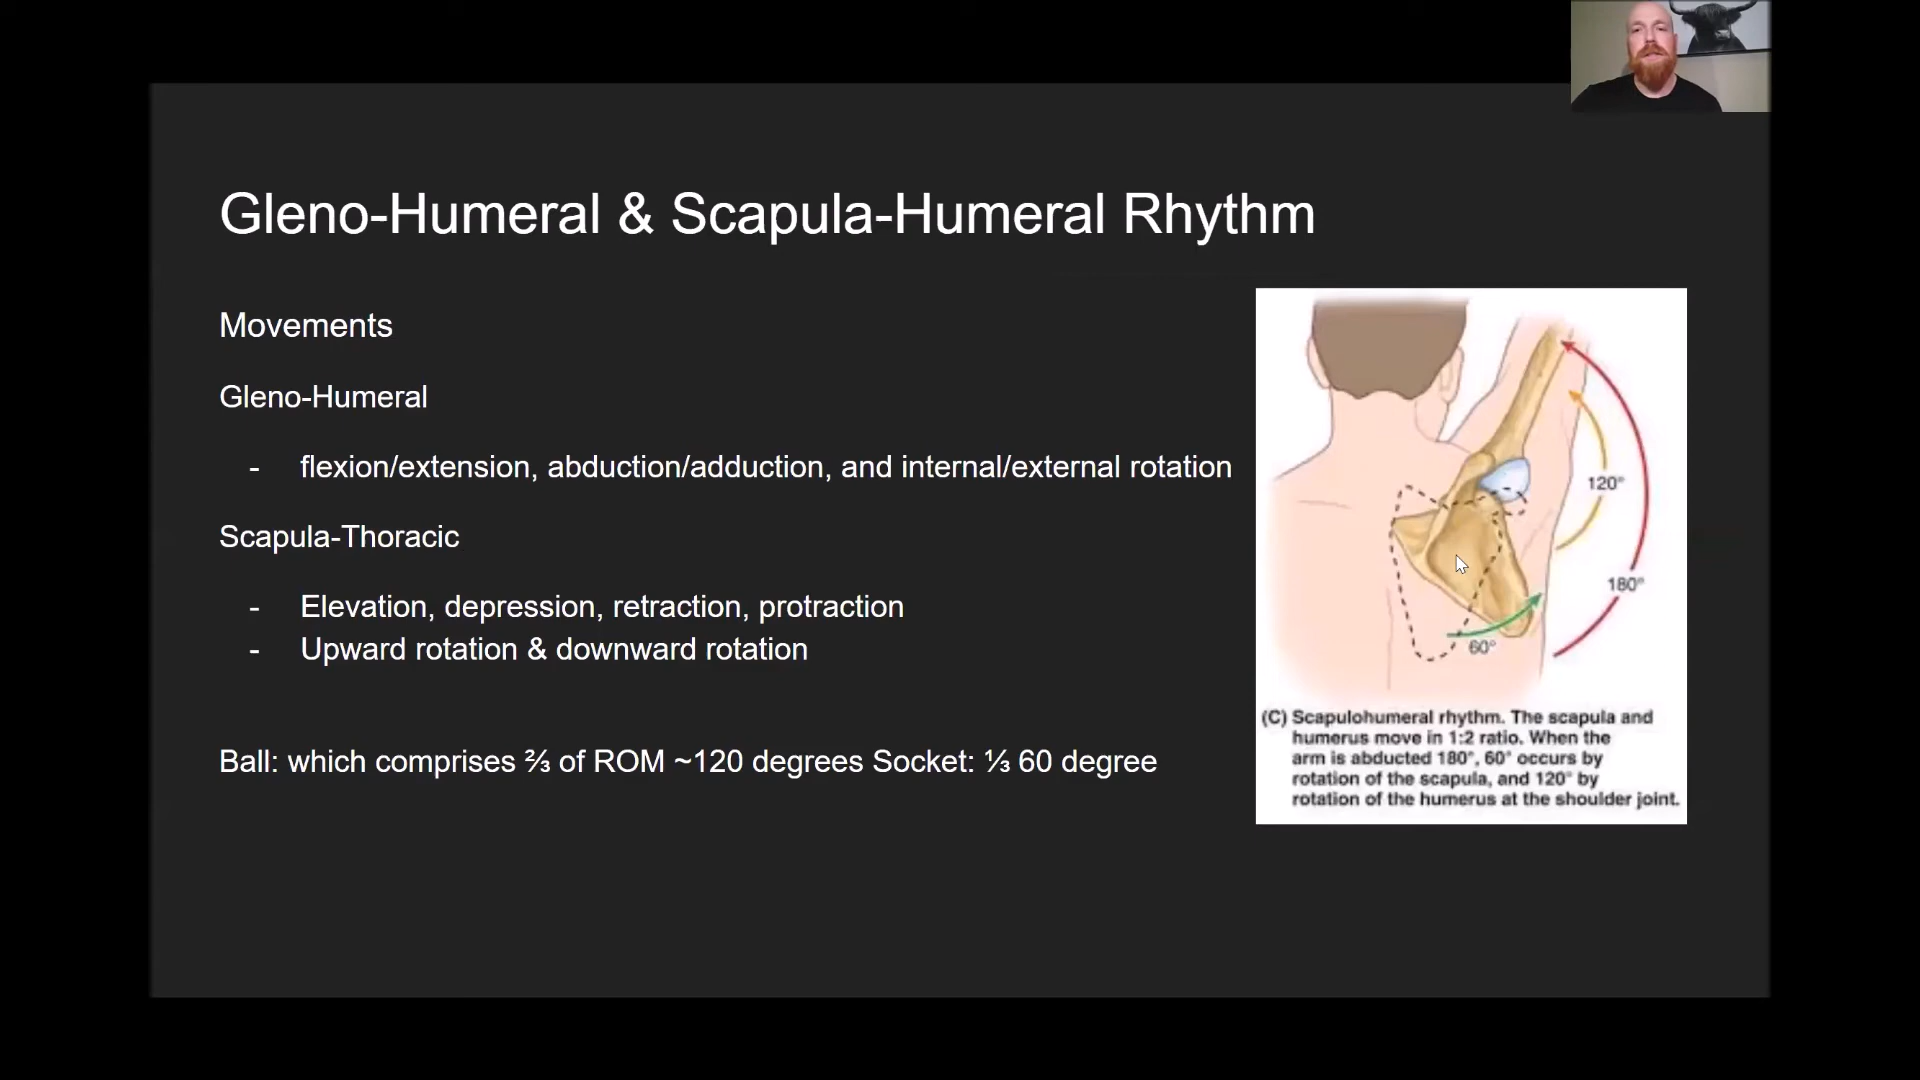 Gleno-Humeral & Scapula-Humeral Rhythm
Movements
Gleno-Humeral
- flexion/extension, abduction/adduction, and internal/external rotation
Scapula-Thoracic
- Elevation, depression, retraction, protraction
- Upward rotation & downward rotation
Ball: which comprises ⅔ of ROM ~120 degrees Socket: ⅓ 60 degree
120°
180°
60°
(C) Scapulohumeral rhythm. The scapula and
humerus move in 1:2 ratio. When the
arm is abducted 180°, 60° occurs by
rotation of the scapula, and 120° by
rotation of the humerus at the shoulder joint.